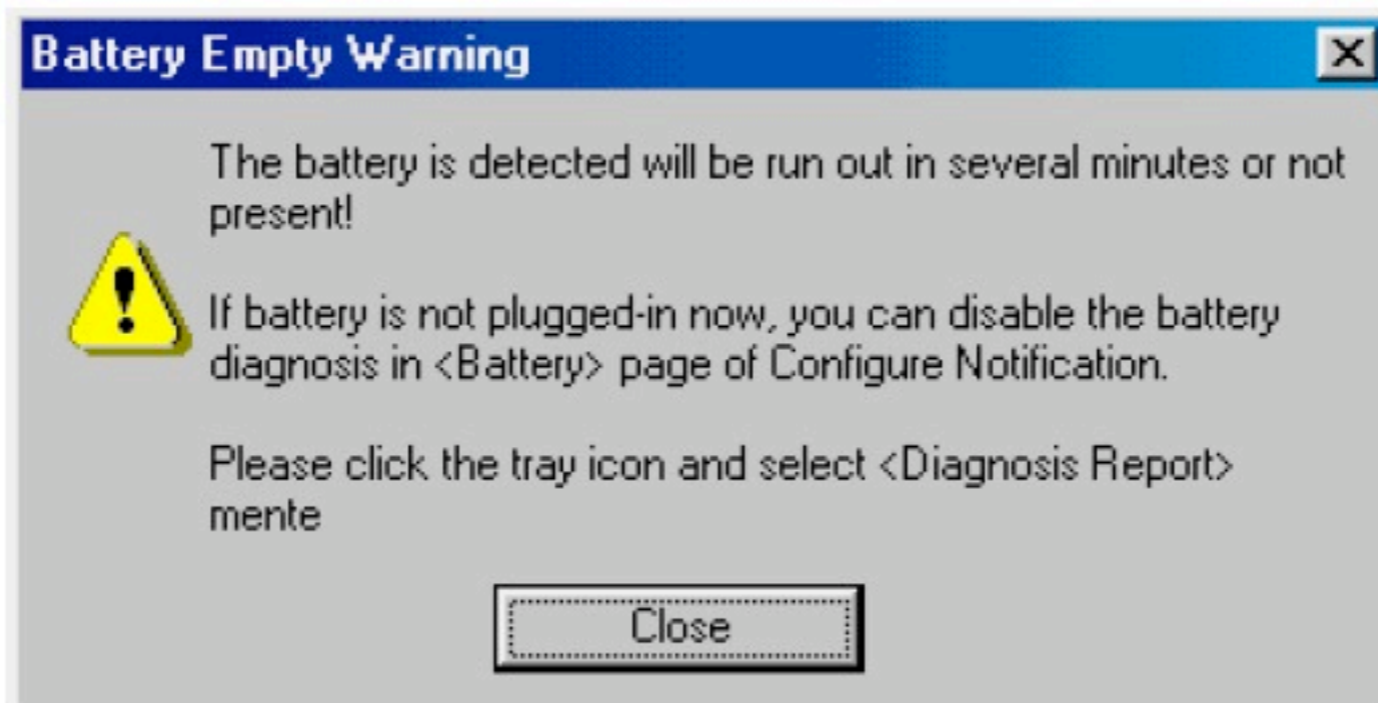 Battery Empty Warning
The battery is detected will be run out in several minutes or not
present!
If battery is not plugged-in now, you can disable the battery
diagnosis in <Battery> page of Configure Notification.
Please click the tray icon and select <Diagnosis Report>
mente
Close